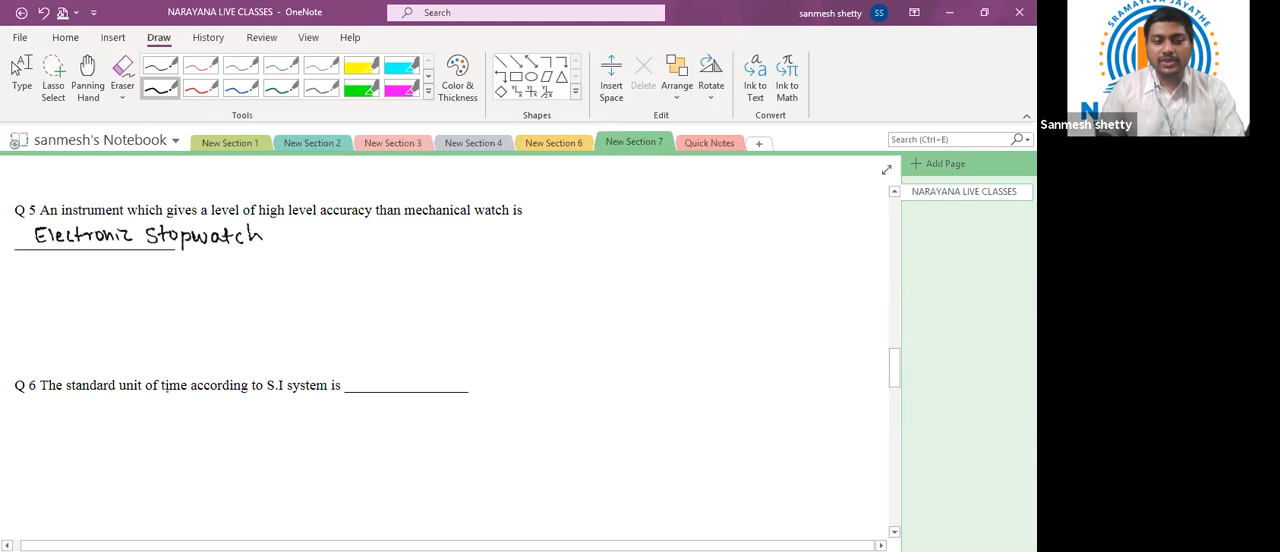 NARAYANA LIVE CLASSES - OneNote
Search
sanmesh shetty
SS
File
Home
Insert
Draw
History
Review
View
Help
Type
Lasso Select
Panning Hand
Eraser
Color & Thickness
Insert Space
Delete
Arrange
Rotate
Ink to Text
Ink to Math
Tools
Shapes
Edit
Convert
sanmesh's Notebook
New Section 1
New Section 2
New Section 3
New Section 4
New Section 6
New Section 7
Quick Notes
Search (Ctrl+E)
Add Page
NARAYANA LIVE CLASSES
SRAMAYEVA JAYATHE
N
Sanmesh shetty
Q 5 An instrument which gives a level of high level accuracy than mechanical watch is
Electronic Stopwatch
Q 6 The standard unit of time according to S.I system is